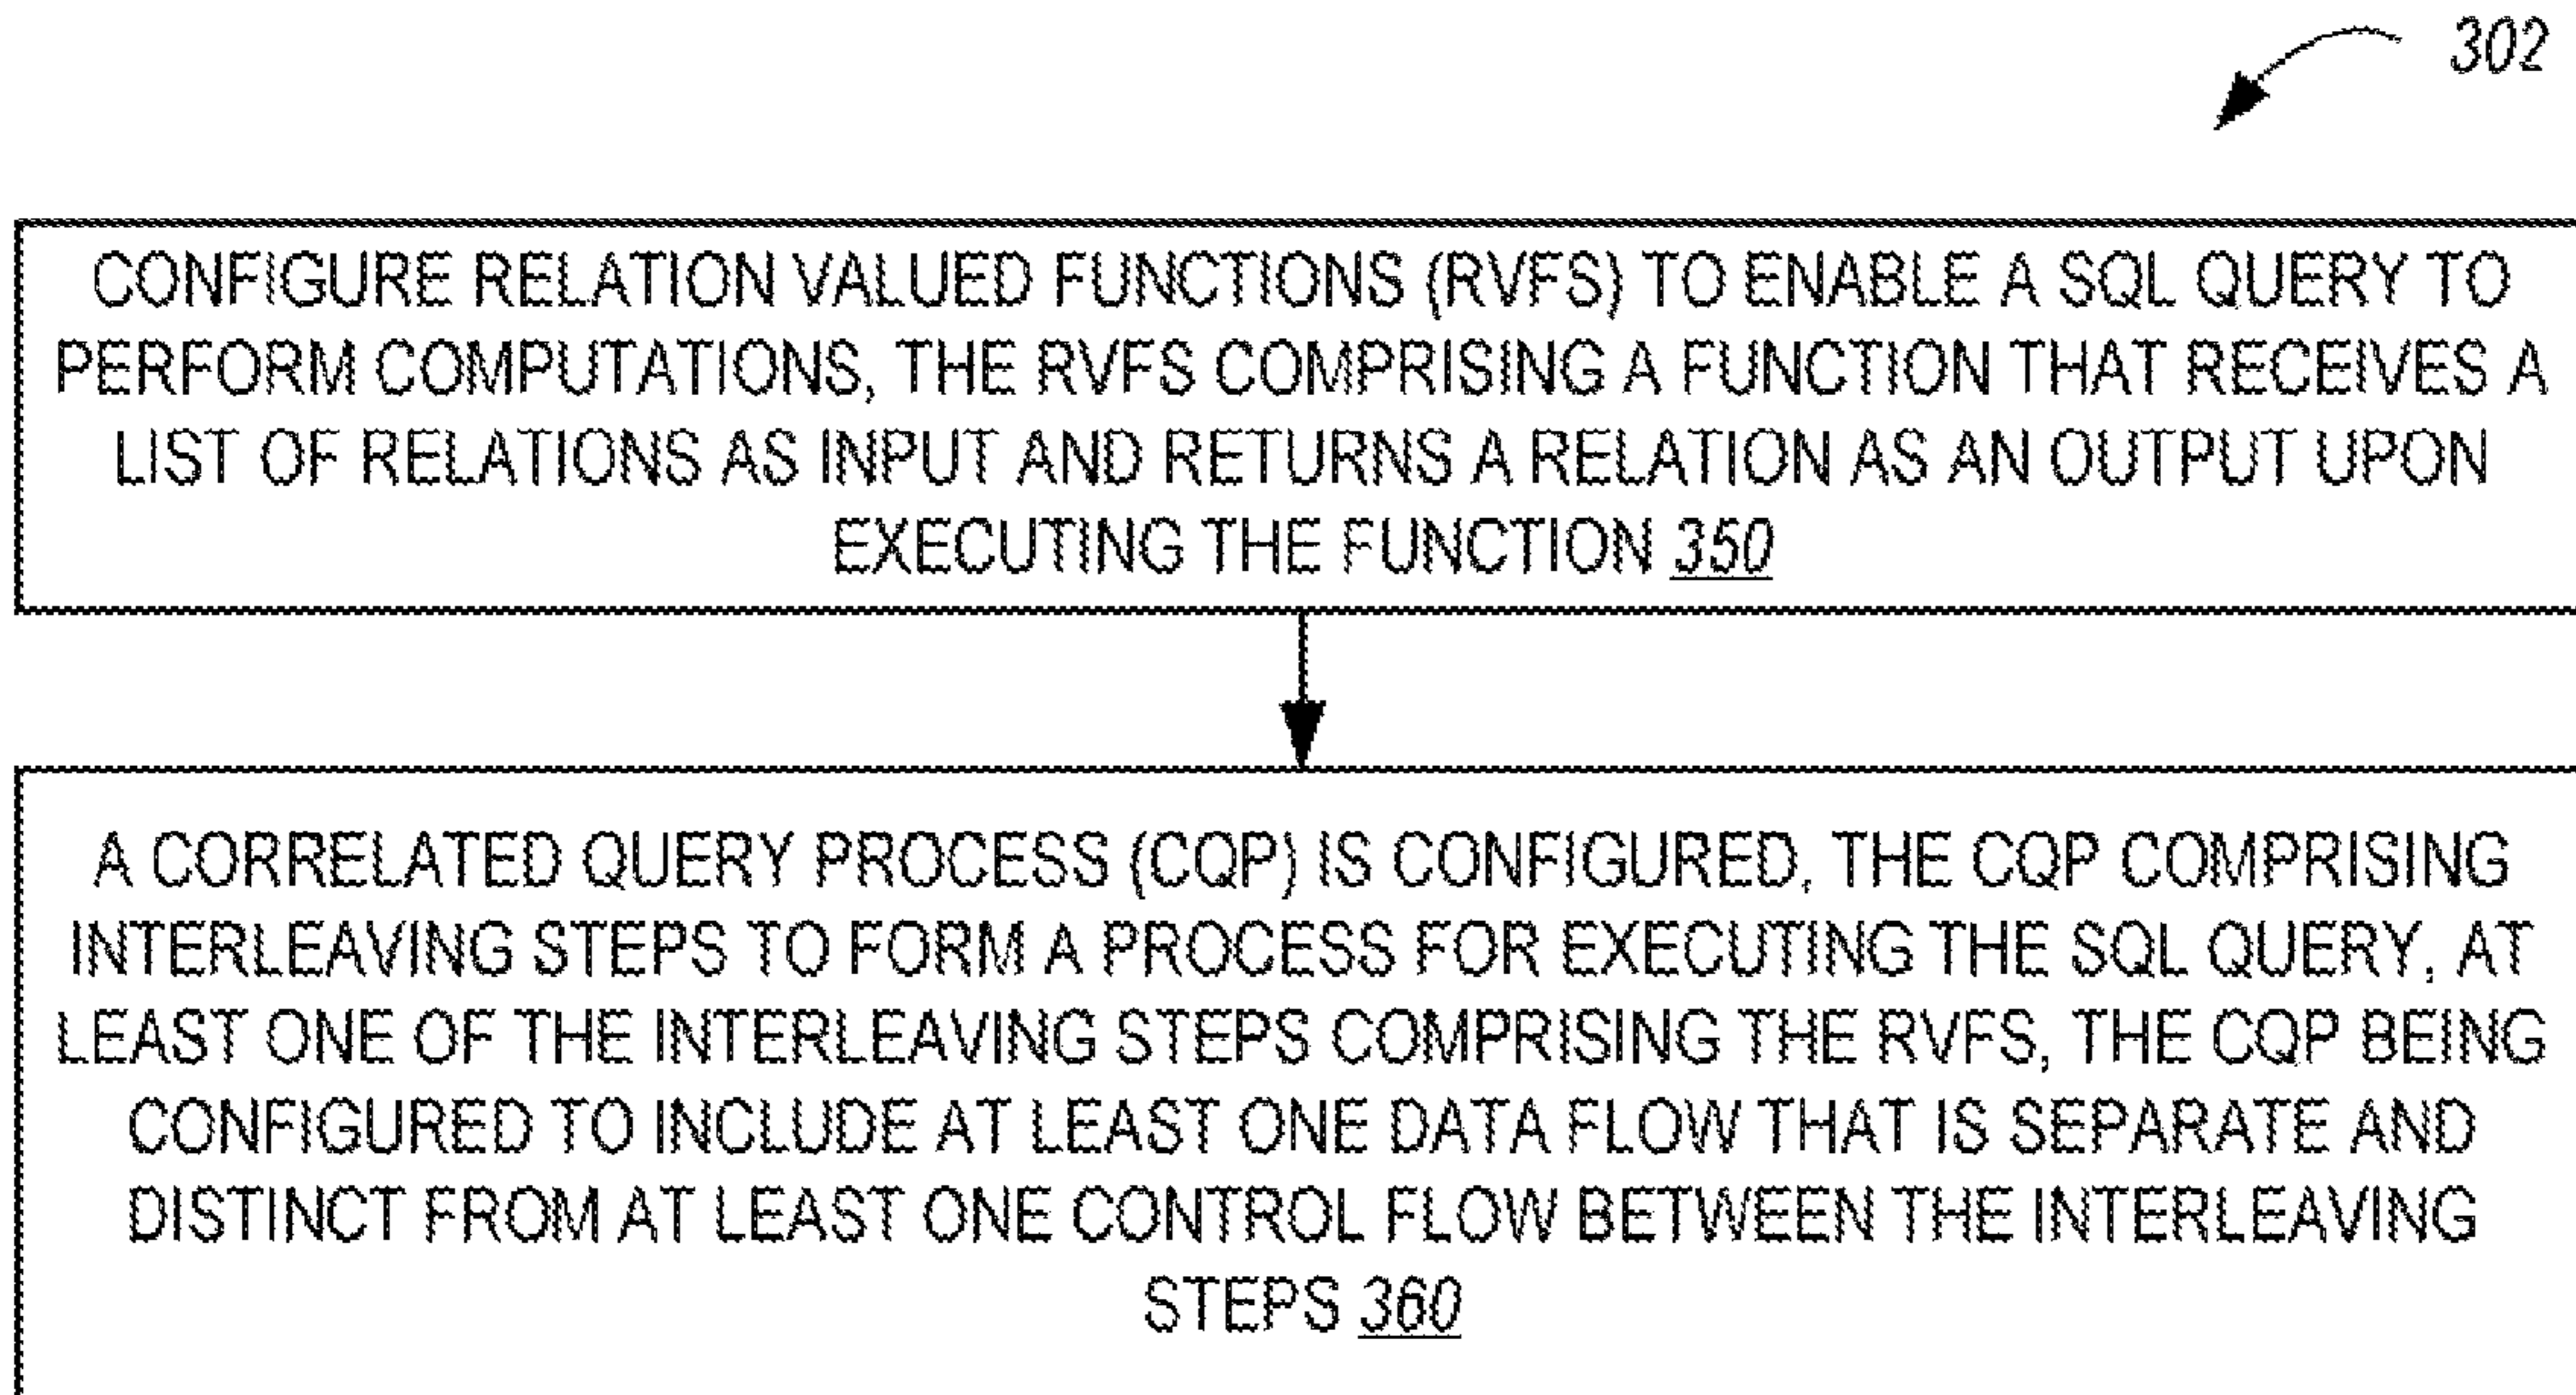 302
CONFIGURE RELATION VALUED FUNCTIONS (RVFS) TO ENABLE A SQL QUERY TO
PERFORM COMPUTATIONS, THE RVFS COMPRISING A FUNCTION THAT RECEIVES A
LIST OF RELATIONS AS INPUT AND RETURNS A RELATION AS AN OUTPUT UPON
EXECUTING THE FUNCTION 350
A CORRELATED QUERY PROCESS (CQP) IS CONFIGURED, THE CQP COMPRISING
INTERLEAVING STEPS TO FORM A PROCESS FOR EXECUTING THE SQL QUERY, AT
LEAST ONE OF THE INTERLEAVING STEPS COMPRISING THE RVFS, THE CQP BEING
CONFIGURED TO INCLUDE AT LEAST ONE DATA FLOW THAT IS SEPARATE AND
DISTINCT FROM AT LEAST ONE CONTROL FLOW BETWEEN THE INTERLEAVING
STEPS 360